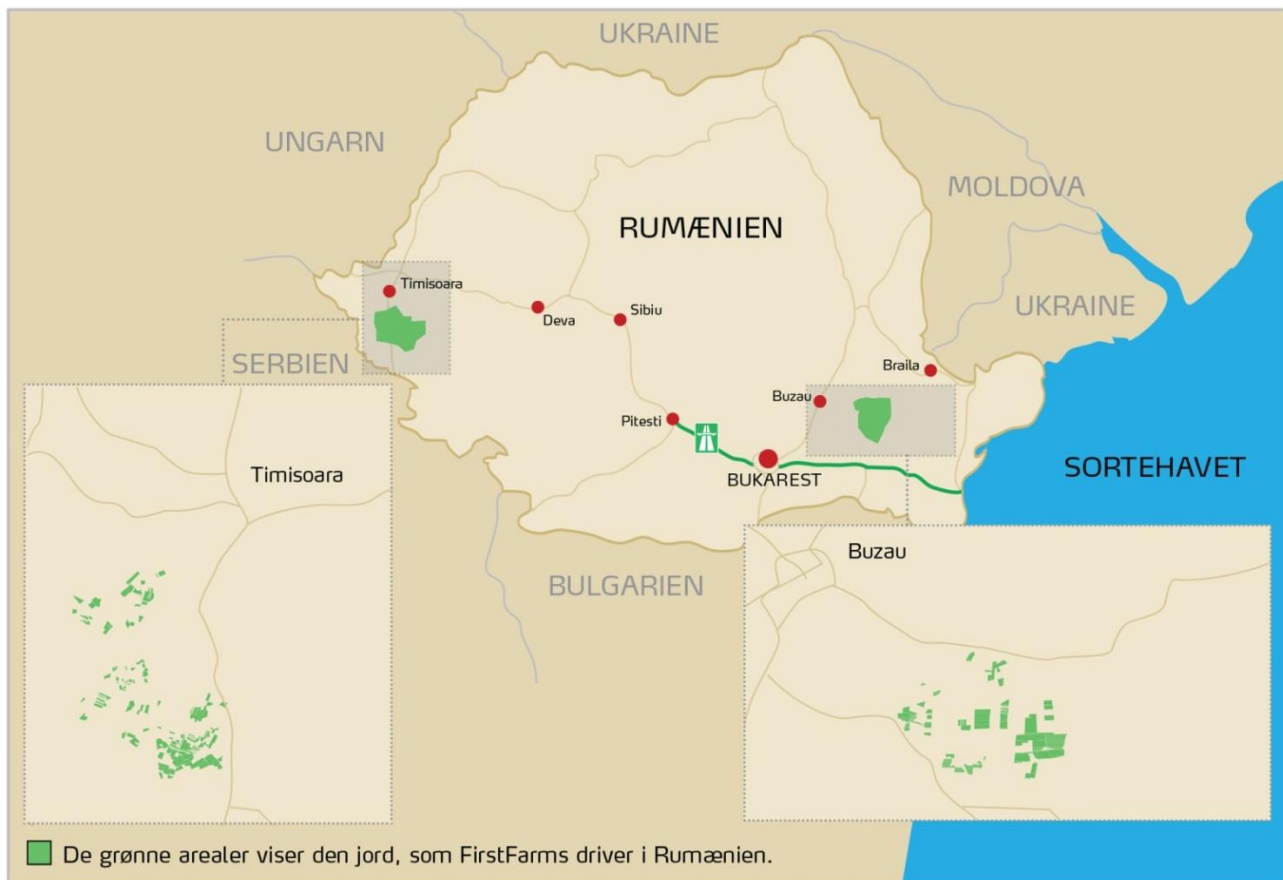 UKRAINE
UNGARN
MOLDOVA
RUMÆNIEN
Timisoara
UKRAINE
Deva
Sibiu
SERBIEN
Braila
Buzau
Pitesti
SORTEHAVET
BUKAREST
Timisoara
Buzau
BULGARIEN
De grønne arealer viser den jord, som FirstFarms driver i Rumænien.